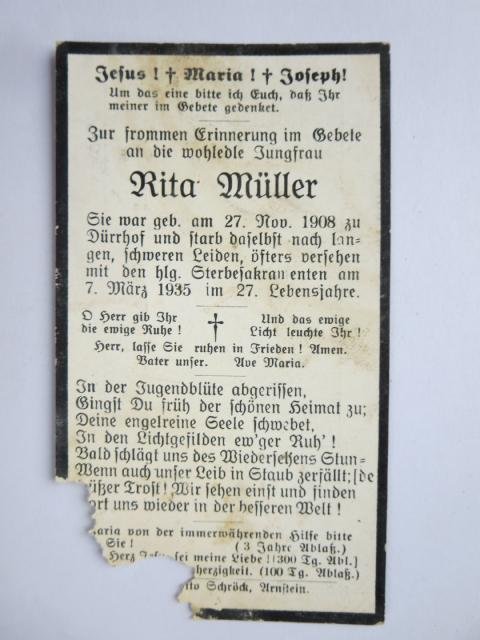 Jesus! † Maria! † Joseph!
Um das eine bitte ich Euch, daß Ihr
meiner im Gebete gedenket.
Zur frommen Erinnerung im Gebete
an die wohledle Jungfrau
Rita Müller
Sie war geb. am 27. Nov. 1908 zu
Dürrhof und starb daselbst nach lan-
gen, schweren Leiden, öfters versehen
mit den hlg. Sterbesakramenten am
7. März 1935 im 27. Lebensjahre.
O Herr gib Ihr
die ewige Ruhe!
†
Und das ewige
Licht leuchte Ihr!
Herr, lasse Sie ruhen in Frieden! Amen.
Vater unser. Ave Maria.
In der Jugendblüte abgerissen,
Gingst Du früh der schönen Heimat zu;
Deine engelreine Seele schwebet,
In den Lichtgefilden ew'ger Ruh'!
Bald schlägt uns des Wiedersehens Stun-
Wenn auch unser Leib in Staub zerfällt; [de
üßer Trost! Wir sehen einst und finden
ort uns wieder in der besseren Welt!
aria von der immerwährenden Hilfe bitte
Sie! (3 Jahre Ablaß.)
Herz Jesu sei meine Liebe! [300 Tg. Abl.]
herzigkeit. (100 Tg. Ablaß.)
tto Schröck, Arnstein.